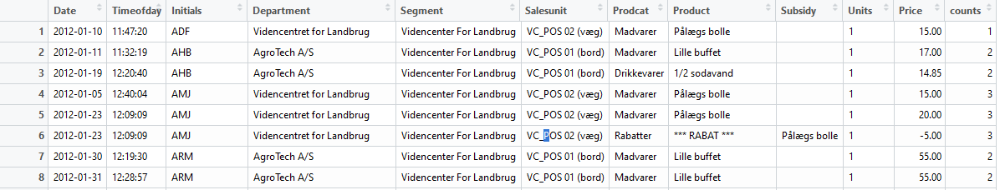 Date Timeofday Initials Department Segment Salesunit Prodcat Product Subsidy Units Price counts
1 2012-01-10 11:47:20 ADF Videncentret for Landbrug Videncenter For Landbrug VC_POS 02 (væg) Madvarer Pålægs bolle 1 15.00 1
2 2012-01-11 11:32:19 AHB AgroTech A/S Videncenter For Landbrug VC_POS 01 (bord) Madvarer Lille buffet 1 17.00 2
3 2012-01-19 12:20:40 AHB AgroTech A/S Videncenter For Landbrug VC_POS 01 (bord) Drikkevarer 1/2 sodavand 1 14.85 2
4 2012-01-05 12:40:04 AMJ Videncentret for Landbrug Videncenter For Landbrug VC_POS 02 (væg) Madvarer Pålægs bolle 1 15.00 3
5 2012-01-23 12:09:09 AMJ Videncentret for Landbrug Videncenter For Landbrug VC_POS 02 (væg) Madvarer Pålægs bolle 1 20.00 3
6 2012-01-23 12:09:09 AMJ Videncentret for Landbrug Videncenter For Landbrug VC_POS 02 (væg) Rabatter *** RABAT *** Pålægs bolle 1 -5.00 3
7 2012-01-30 12:19:30 ARM AgroTech A/S Videncenter For Landbrug VC_POS 01 (bord) Madvarer Lille buffet 1 55.00 2
8 2012-01-31 12:28:57 ARM AgroTech A/S Videncenter For Landbrug VC_POS 01 (bord) Madvarer Lille buffet 1 55.00 2